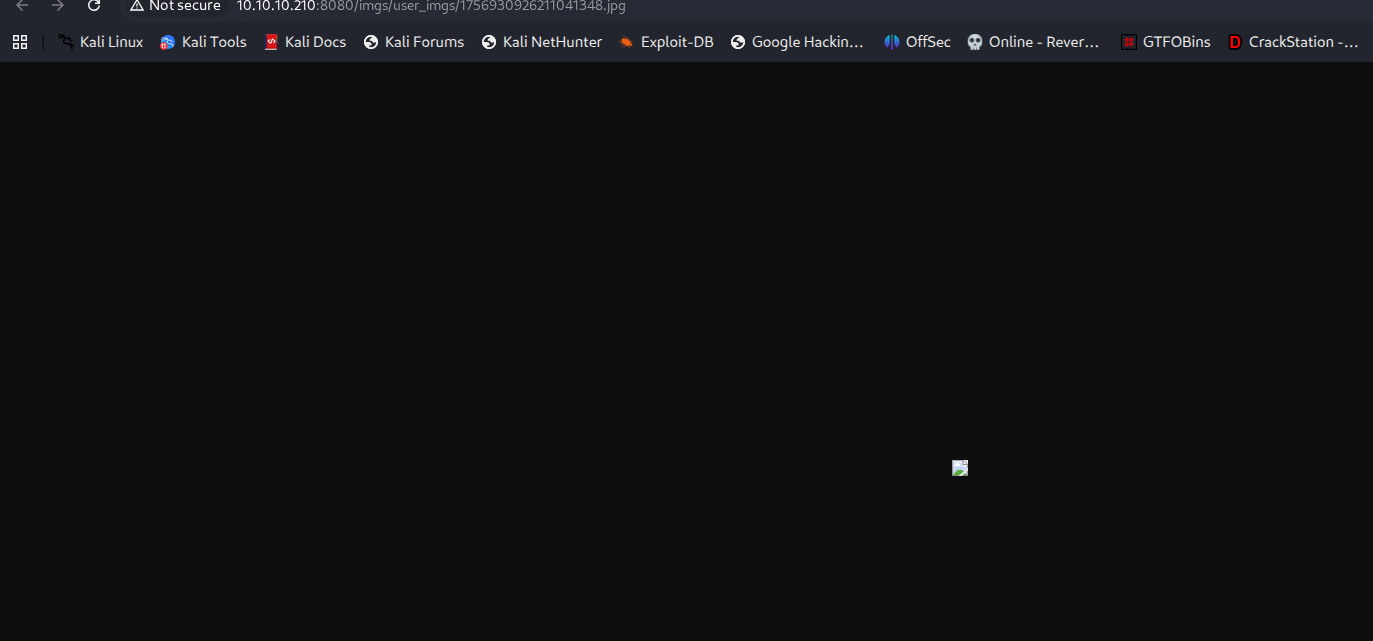 Not secure 10.10.10.210:8080/imgs/user_imgs/1756930926211041348.jpg
Kali Linux Kali Tools Kali Docs Kali Forums Kali NetHunter Exploit-DB Google Hackin... OffSec Online - Rever... GTFOBins CrackStation -...